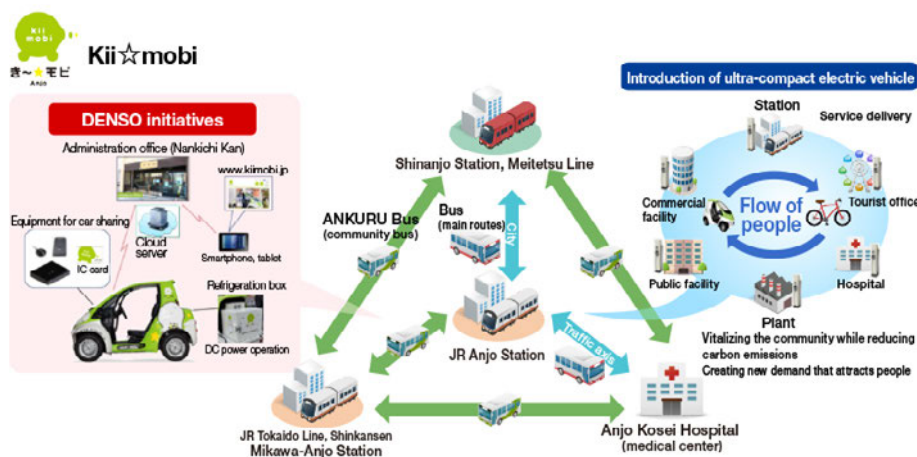 kii
mobi
き〜★モビ
Anjo
Kii☆mobi
DENSO initiatives
Administration office (Nankichi Kan)
www.kiimobi.jp
Equipment for car sharing
IC card
Cloud
server
Smartphone, tablet
Refrigeration box
DC power operation
Shinanjo Station, Meitetsu Line
ANKURU Bus
(community bus)
Bus
(main routes)
City
JR Anjo Station
Traffic axis
JR Tokaido Line, Shinkansen
Mikawa-Anjo Station
Anjo Kosei Hospital
(medical center)
Introduction of ultra-compact electric vehicle
Station
Service delivery
Commercial
facility
Tourist office
Flow of
people
Public facility
Hospital
Plant
Vitalizing the community while reducing
carbon emissions
Creating new demand that attracts people